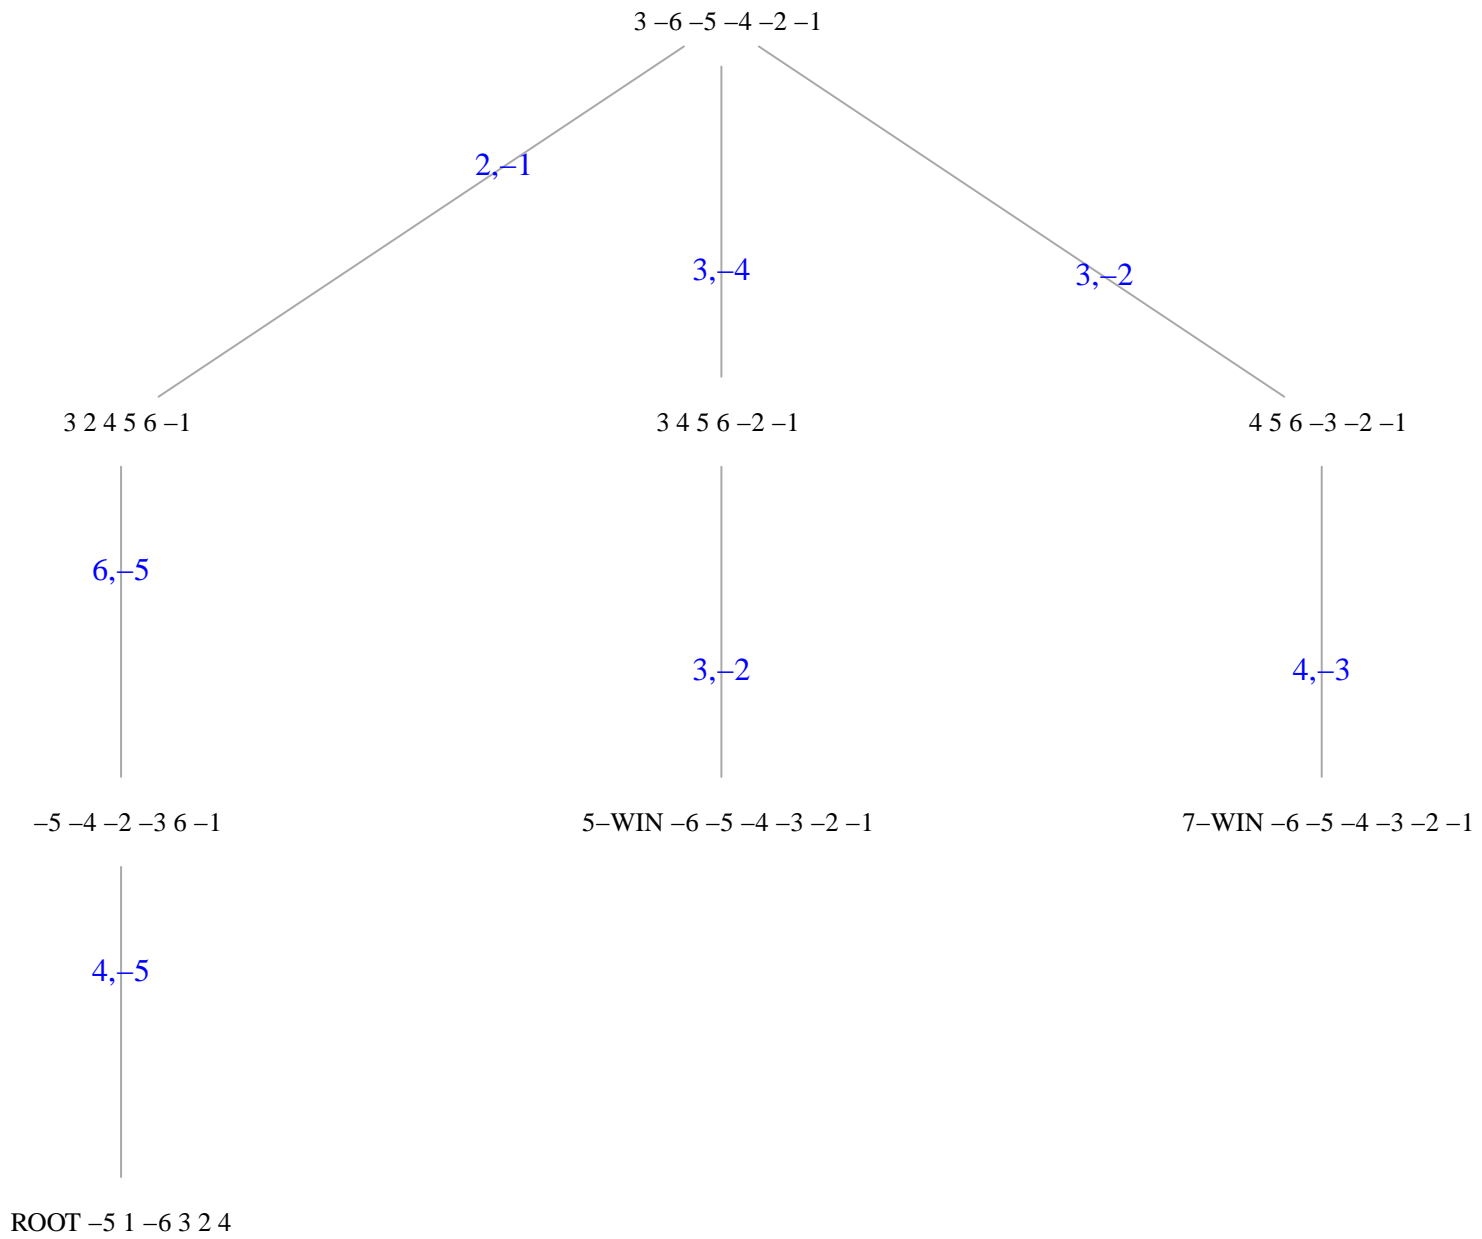 3 –6 –5 –4 –2 –1
2,–1
3,–4
3,–2
3 2 4 5 6 –1
3 4 5 6 –2 –1
4 5 6 –3 –2 –1
6,–5
3,–2
4,–3
–5 –4 –2 –3 6 –1
5–WIN –6 –5 –4 –3 –2 –1
7–WIN –6 –5 –4 –3 –2 –1
4,–5
ROOT –5 1 –6 3 2 4